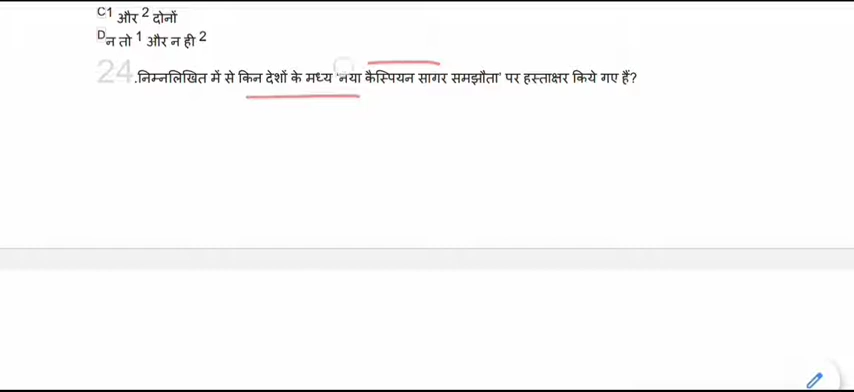 C1 और 2 दोनों
Dन तो 1 और न ही 2
24.निम्नलिखित में से किन देशों के मध्य 'नया कैस्पियन सागर समझौता' पर हस्ताक्षर किये गए हैं?